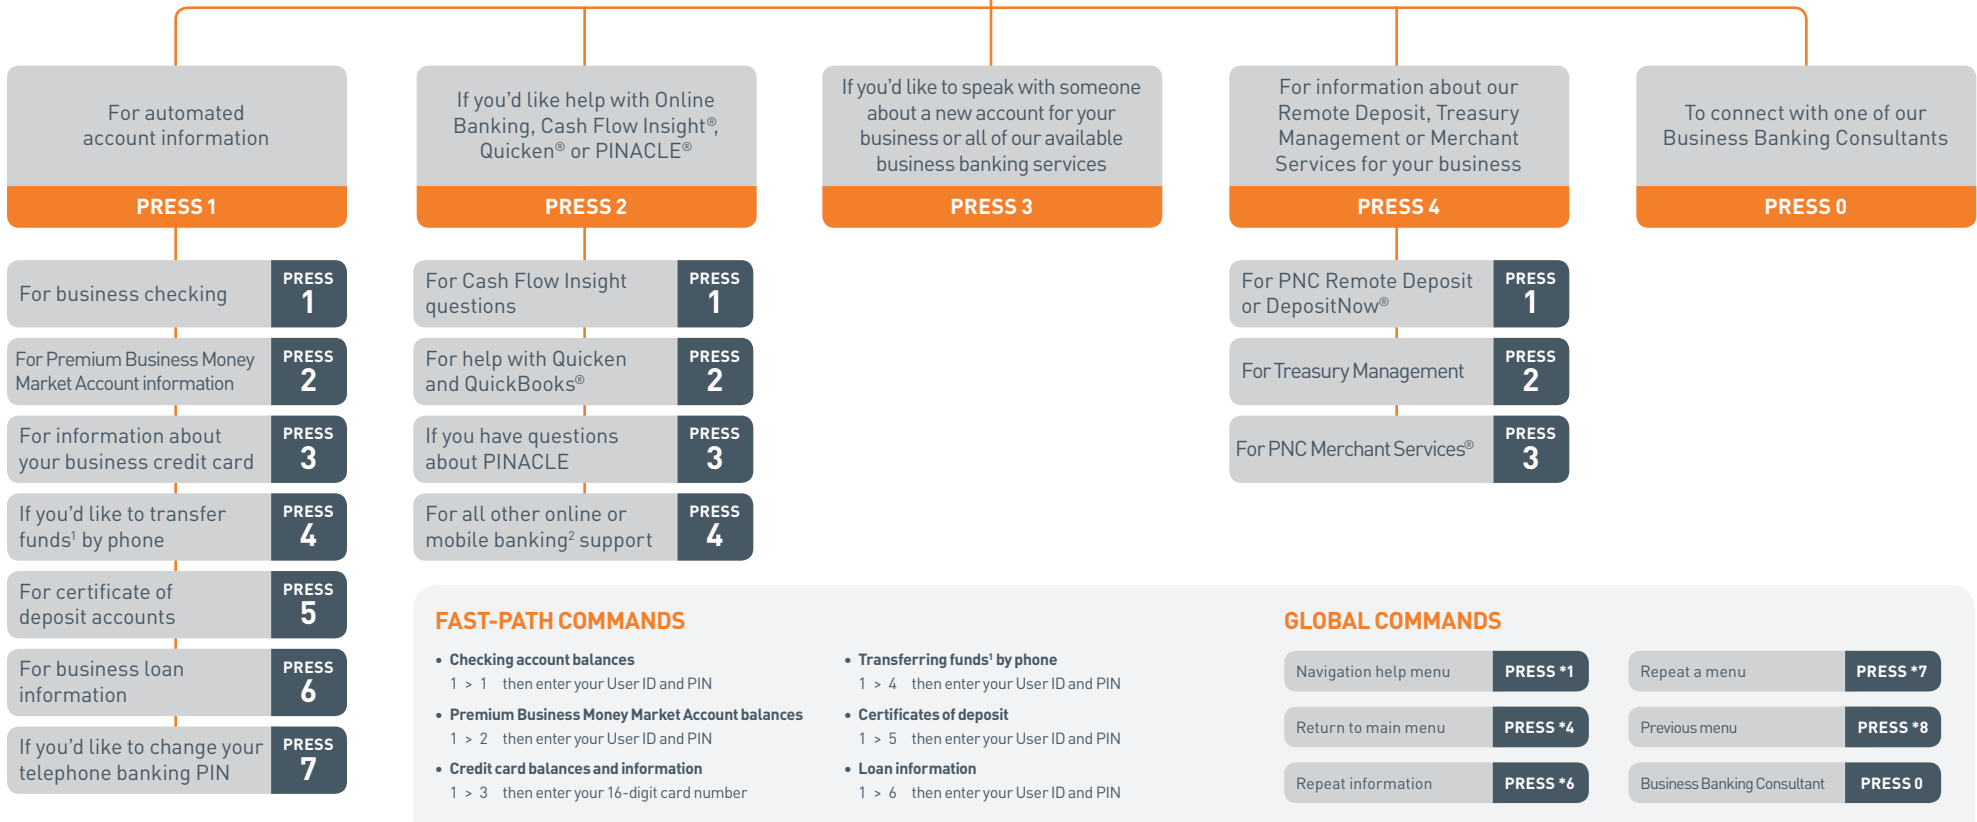 For automated
account information
PRESS 1
For business checking
PRESS
1
For Premium Business Money
Market Account information
PRESS
2
For information about
your business credit card
PRESS
3
If you’d like to transfer
funds¹ by phone
PRESS
4
For certificate of
deposit accounts
PRESS
5
For business loan
information
PRESS
6
If you’d like to change your
telephone banking PIN
PRESS
7
If you’d like help with Online
Banking, Cash Flow Insight®,
Quicken® or PINACLE®
PRESS 2
For Cash Flow Insight
questions
PRESS
1
For help with Quicken
and QuickBooks®
PRESS
2
If you have questions
about PINACLE
PRESS
3
For all other online or
mobile banking² support
PRESS
4
If you’d like to speak with someone
about a new account for your
business or all of our available
business banking services
PRESS 3
For information about our
Remote Deposit, Treasury
Management or Merchant
Services for your business
PRESS 4
For PNC Remote Deposit
or DepositNow®
PRESS
1
For Treasury Management
PRESS
2
For PNC Merchant Services®
PRESS
3
To connect with one of our
Business Banking Consultants
PRESS 0
FAST-PATH COMMANDS
• Checking account balances
1 > 1 then enter your User ID and PIN
• Premium Business Money Market Account balances
1 > 2 then enter your User ID and PIN
• Credit card balances and information
1 > 3 then enter your 16-digit card number
• Transferring funds¹ by phone
1 > 4 then enter your User ID and PIN
• Certificates of deposit
1 > 5 then enter your User ID and PIN
• Loan information
1 > 6 then enter your User ID and PIN
GLOBAL COMMANDS
Navigation help menu PRESS *1
Return to main menu PRESS *4
Repeat information PRESS *6
Repeat a menu PRESS *7
Previous menu PRESS *8
Business Banking Consultant PRESS 0